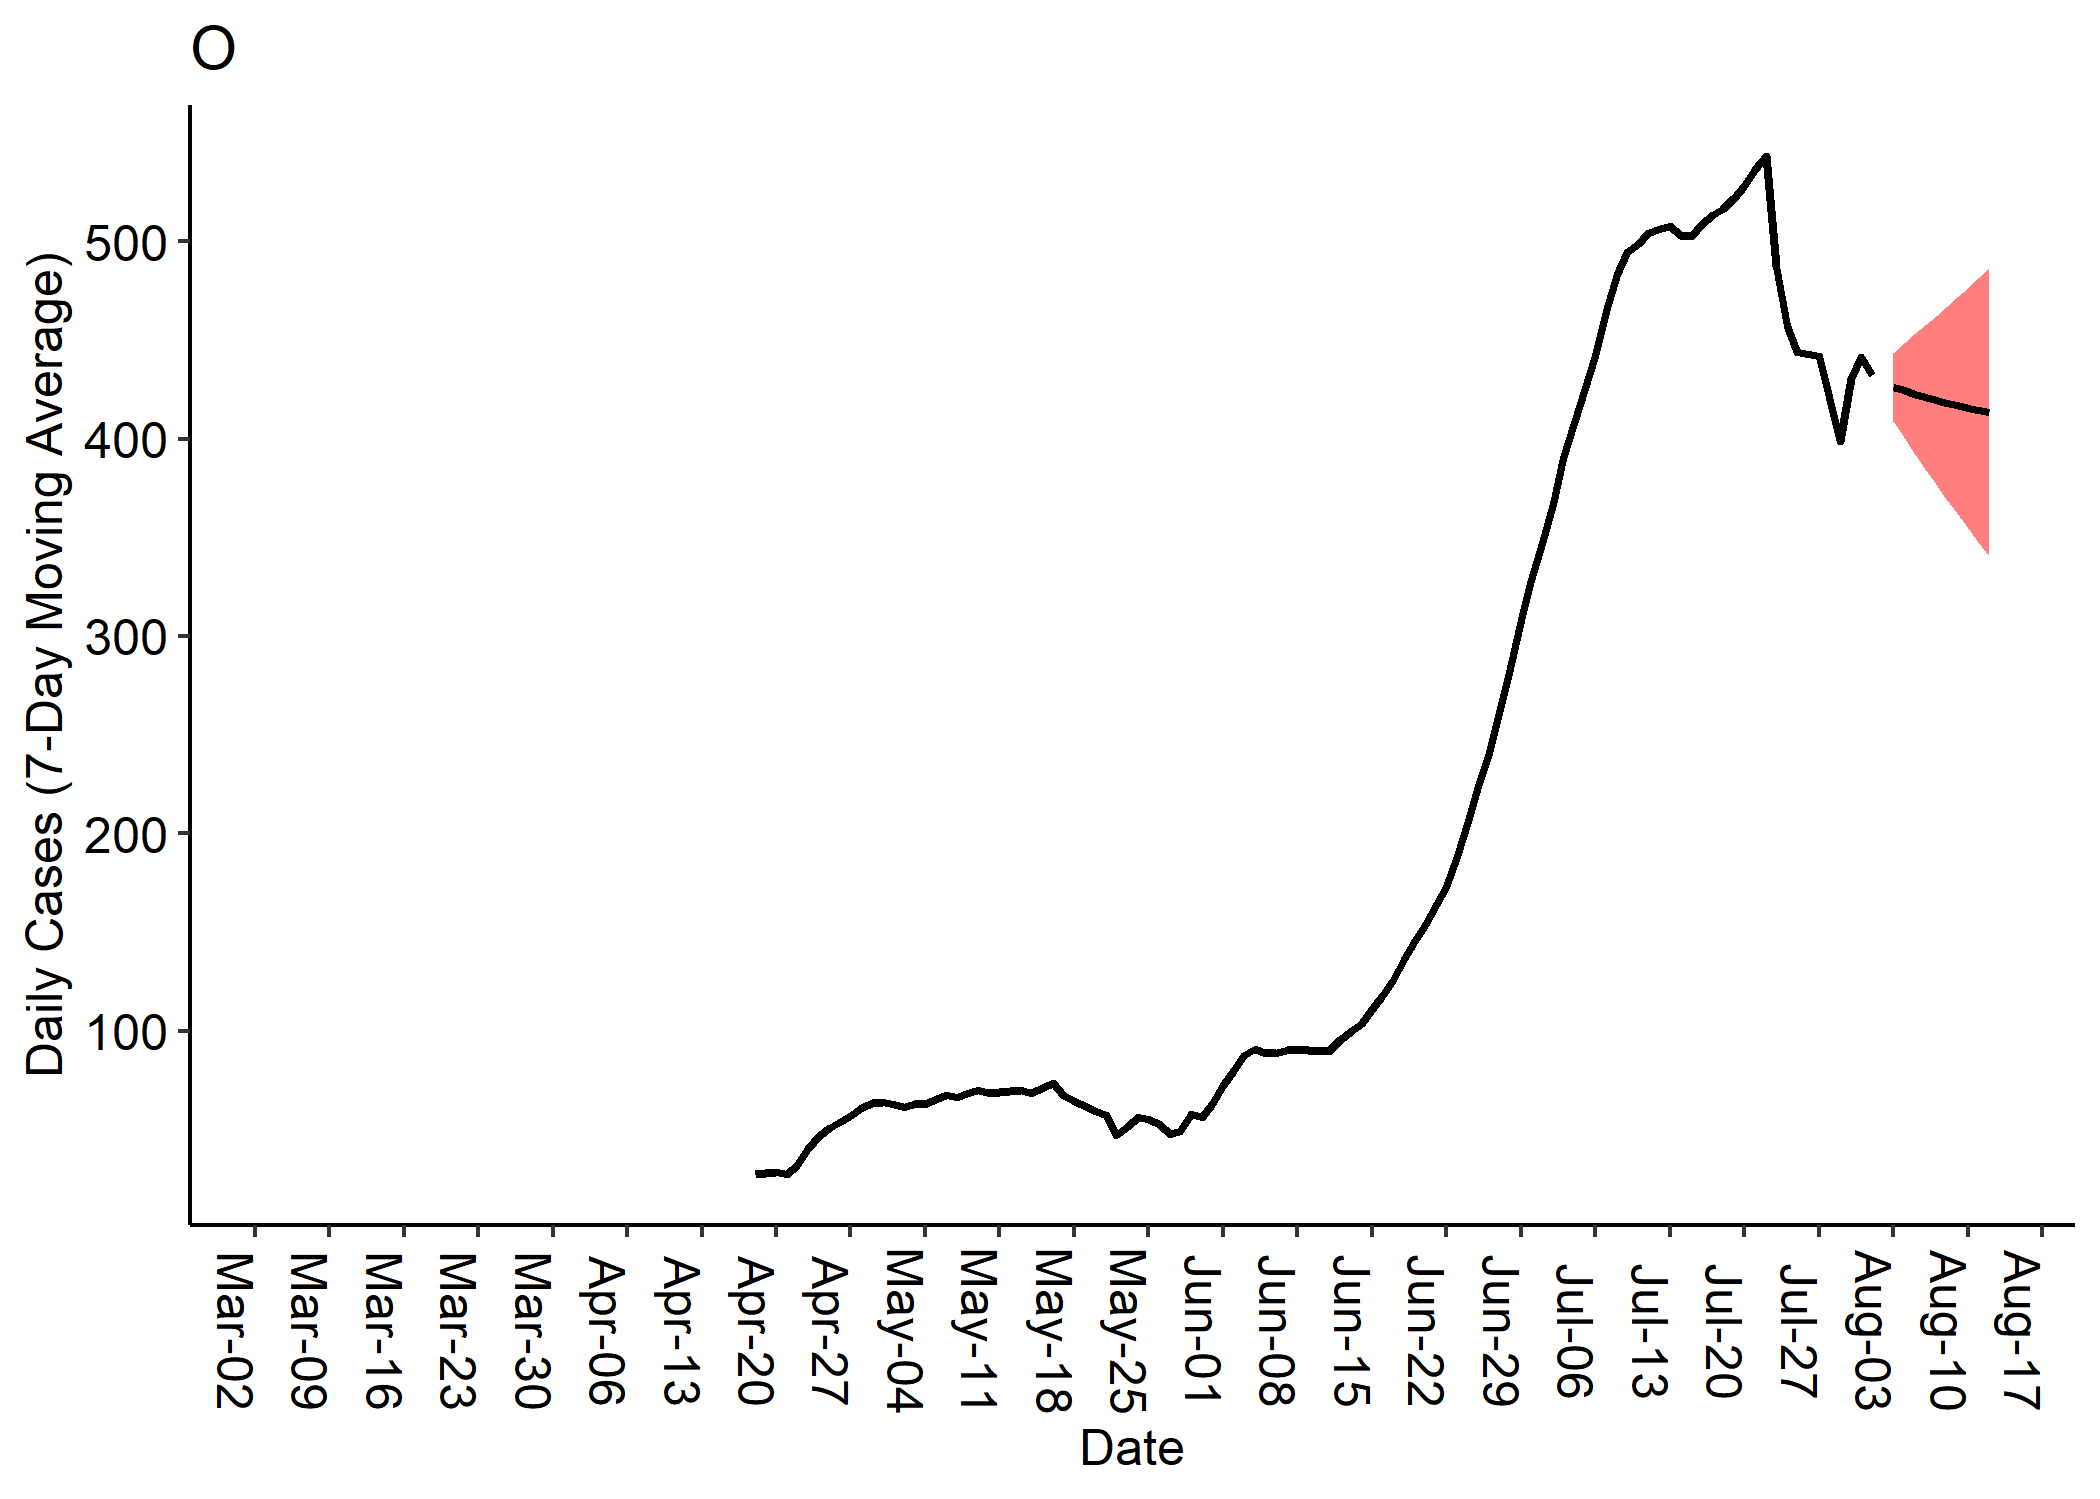 O
Daily Cases (7-Day Moving Average)
500
400
300
200
100
Mar-02
Mar-09
Mar-16
Mar-23
Mar-30
Apr-06
Apr-13
Apr-20
Apr-27
May-04
May-11
May-18
May-25
Jun-01
Jun-08
Jun-15
Jun-22
Jun-29
Jul-06
Jul-13
Jul-20
Jul-27
Aug-03
Aug-10
Aug-17
Date